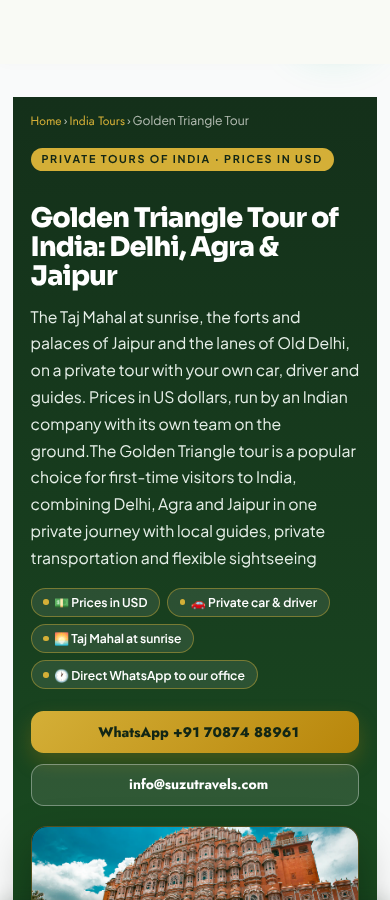 Home › India Tours › Golden Triangle Tour
PRIVATE TOURS OF INDIA · PRICES IN USD
Golden Triangle Tour of
India: Delhi, Agra &
Jaipur
The Taj Mahal at sunrise, the forts and
palaces of Jaipur and the lanes of Old Delhi,
on a private tour with your own car, driver and
guides. Prices in US dollars, run by an Indian
company with its own team on the
ground.The Golden Triangle tour is a popular
choice for first-time visitors to India,
combining Delhi, Agra and Jaipur in one
private journey with local guides, private
transportation and flexible sightseeing
💵 Prices in USD
🚗 Private car & driver
🌅 Taj Mahal at sunrise
🕐 Direct WhatsApp to our office
WhatsApp +91 70874 88961
info@suzutravels.com